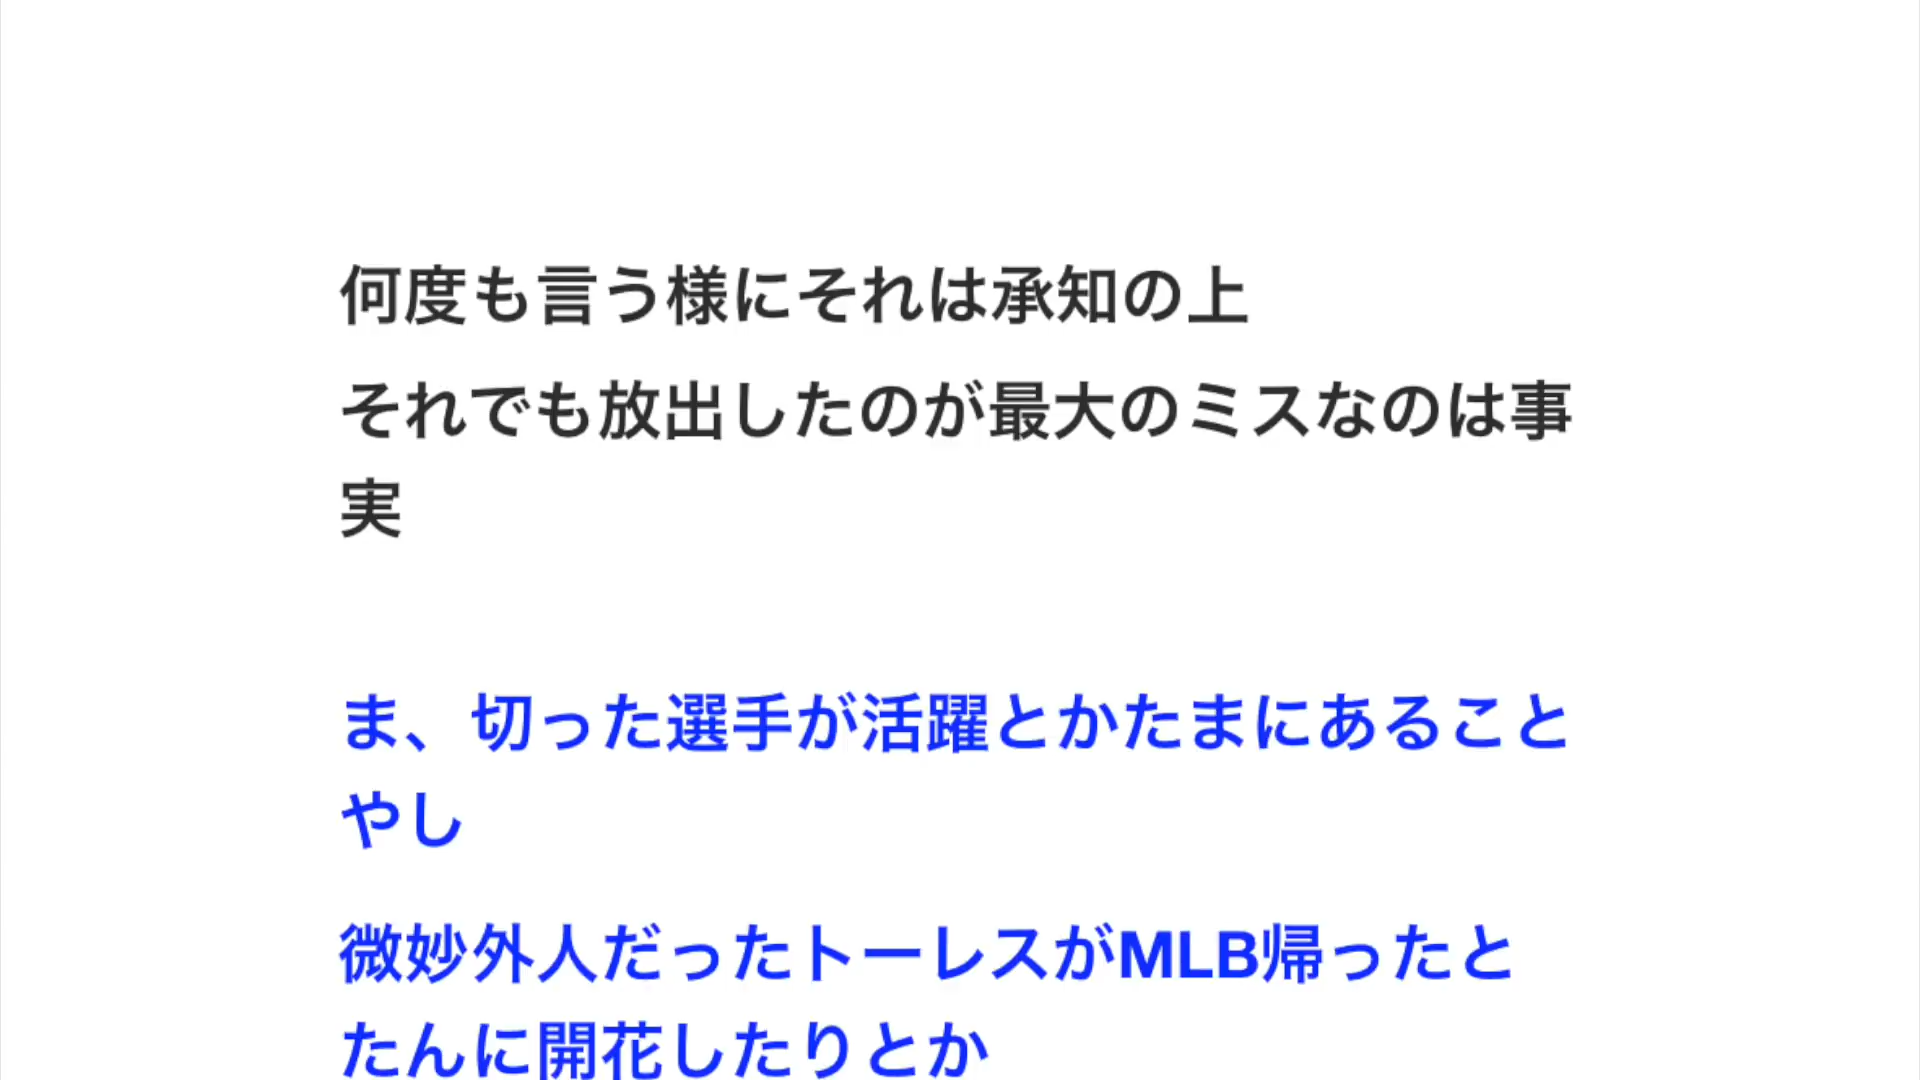 何度も言う様にそれは承知の上
それでも放出したのが最大のミスなのは事
実
ま、切った選手が活躍とかたまにあること
やし
微妙外人だったトーレスがMLB帰ったと
たんに開花したりとか